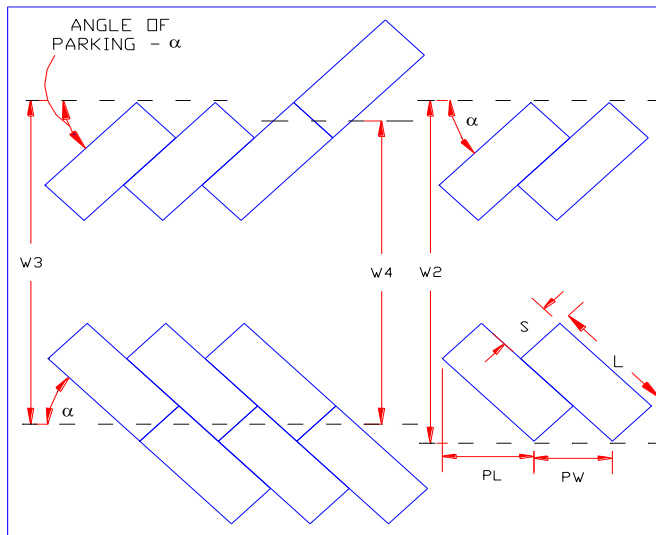 ANGLE OF
PARKING - α
α
W3
W4
W2
S
L
α
PL
PW